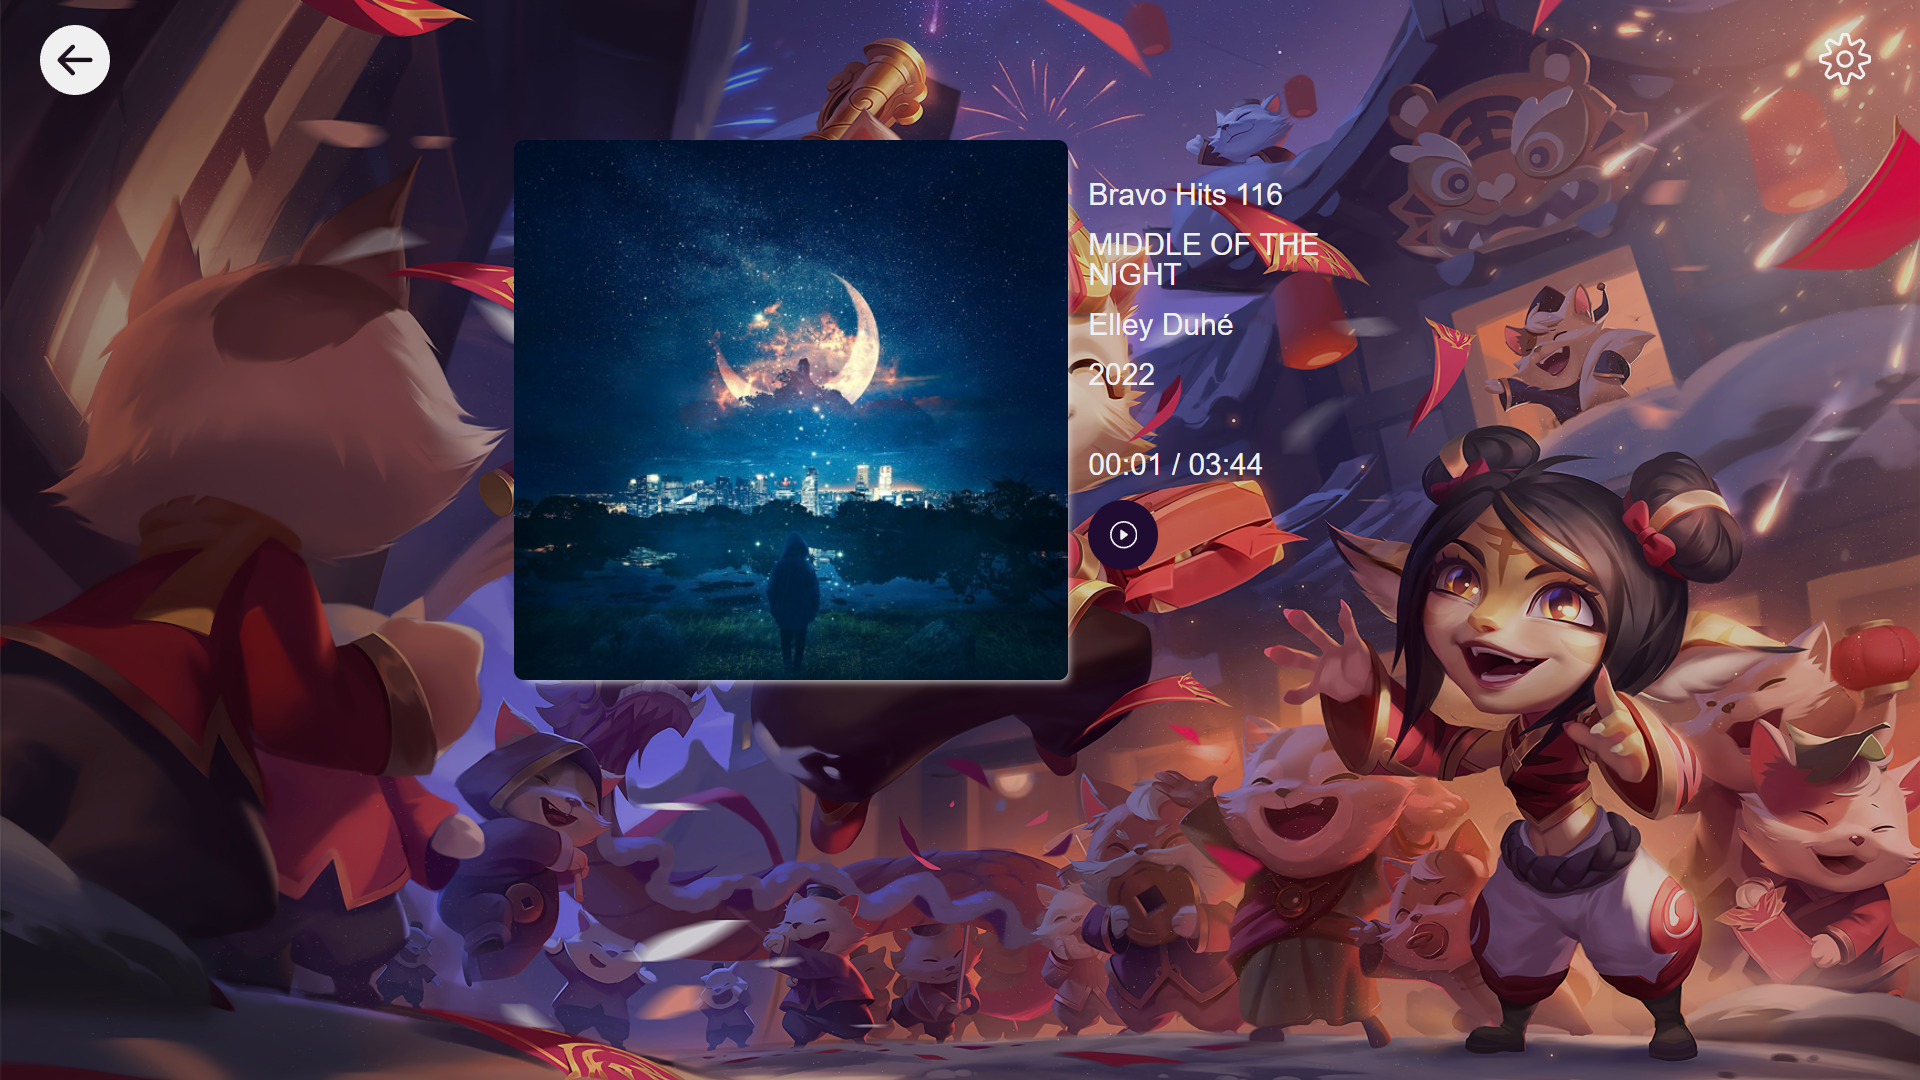 Bravo Hits 116
MIDDLE OF THE
NIGHT
Elley Duhé
2022
00:01 / 03:44